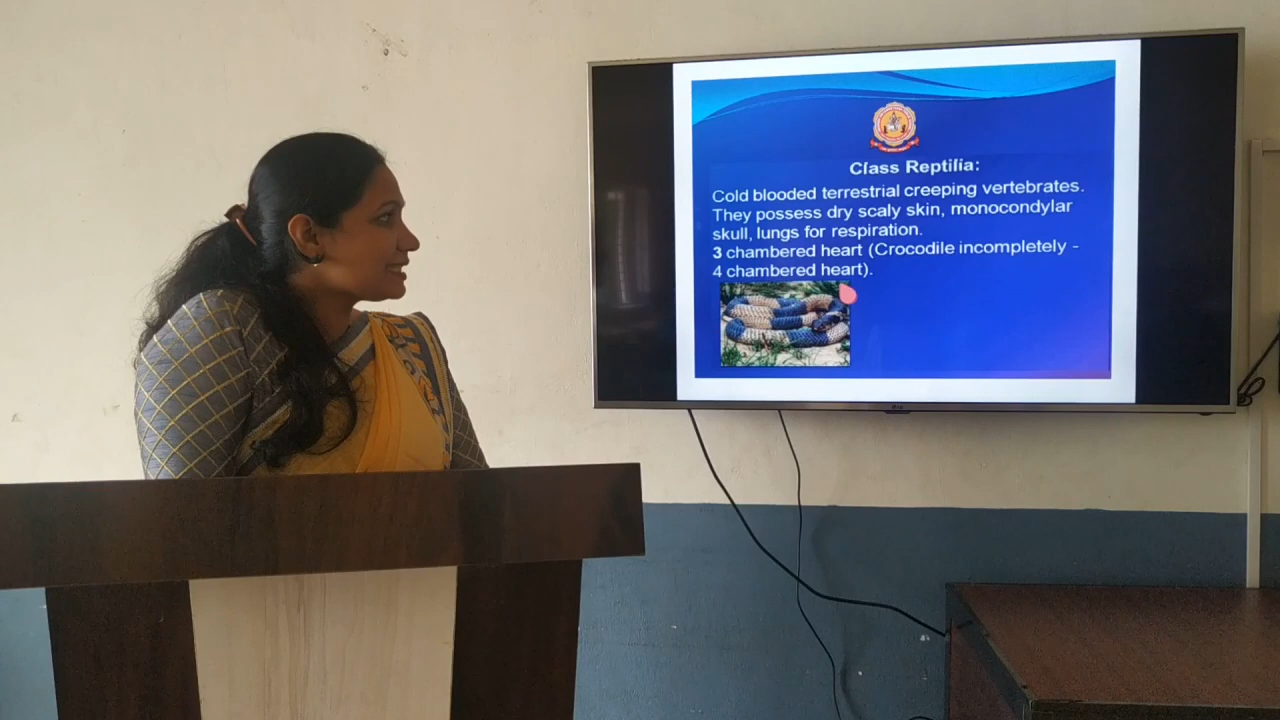 Class Reptilia:
Cold blooded terrestrial creeping vertebrates.
They possess dry scaly skin, monocondylar
skull, lungs for respiration.
3 chambered heart (Crocodile incompletely -
4 chambered heart).
LG